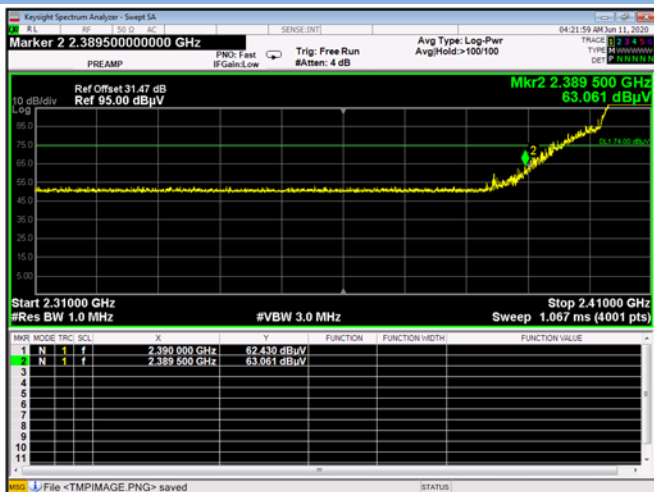 Keysight Spectrum Analyzer - Swept SA
RL RF 50 Ω AC SENSE:INT 04:21:59 AM Jun 11, 2020
Marker 2 2.389500000000 GHz
PREAMP
PNO: Fast
IFGain:Low
Trig: Free Run
#Atten: 4 dB
Avg Type: Log-Pwr
Avg|Hold:>100/100
TRACE 1 2 3 4 5 6
TYPE MWWWWW
DET P NNNNN
Mkr2 2.389 500 GHz
63.061 dBµV
Ref Offset 31.47 dB
10 dB/div Ref 95.00 dBµV
Log
85.0
75.0
65.0
55.0
45.0
35.0
25.0
15.0
5.00
2
DL1 74.00 dBµV
Start 2.31000 GHz Stop 2.41000 GHz
#Res BW 1.0 MHz #VBW 3.0 MHz Sweep 1.067 ms (4001 pts)
MKR MODE TRC SCL X Y FUNCTION FUNCTION WIDTH FUNCTION VALUE
1 N 1 f 2.390 000 GHz 62.430 dBµV
2 N 1 f 2.389 500 GHz 63.061 dBµV
3
4
5
6
7
8
9
10
11
MSG File <TMPIMAGE.PNG> saved STATUS